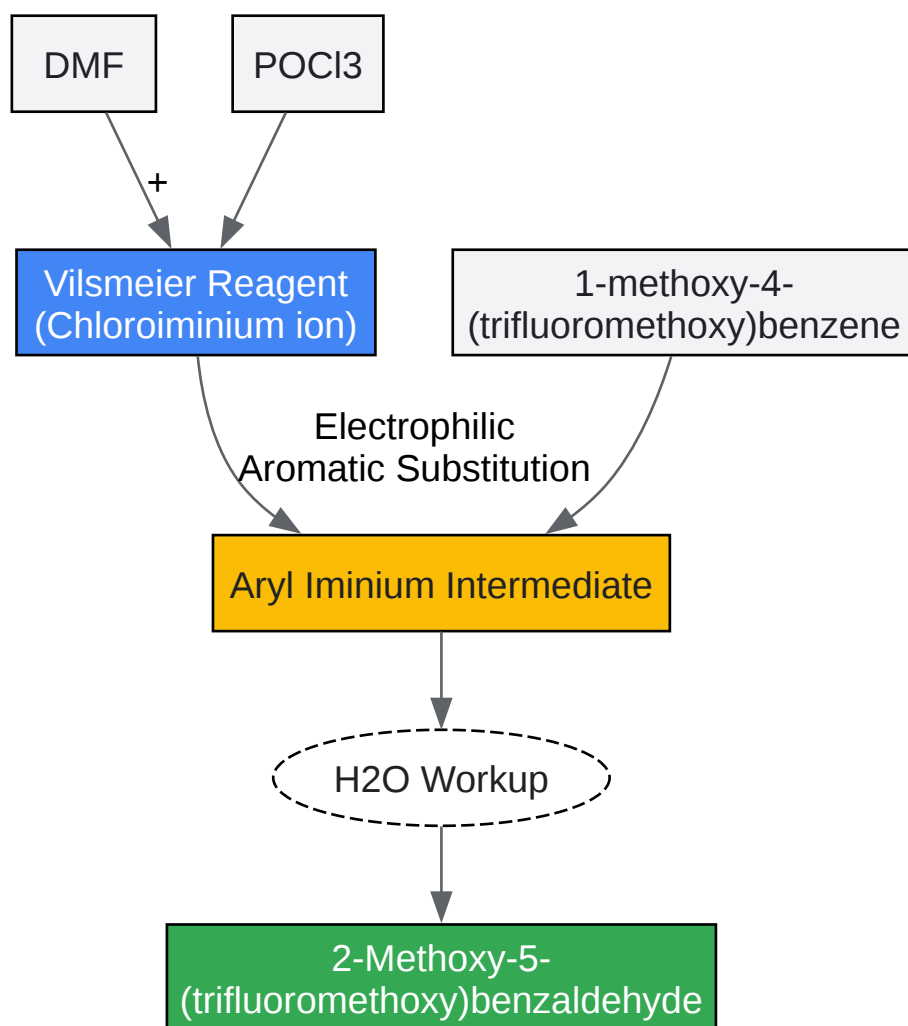 DMF
POCl3
+
Vilsmeier Reagent
(Chloroiminium ion)
1-methoxy-4-
(trifluoromethoxy)benzene
Electrophilic
Aromatic Substitution
Aryl Iminium Intermediate
H2O Workup
2-Methoxy-5-
(trifluoromethoxy)benzaldehyde